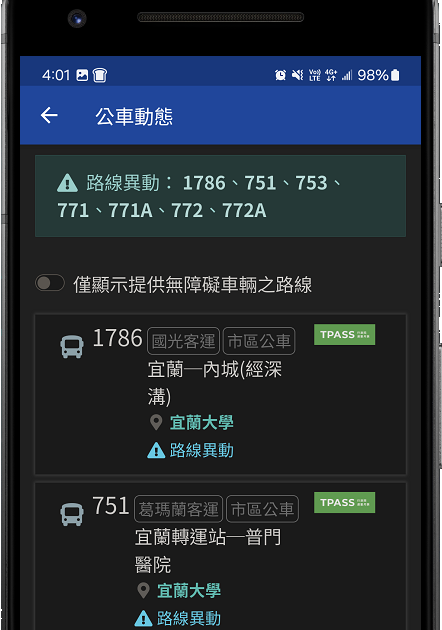 4:01 Vo)) LTE 4G+ 98%
公車動態
路線異動： 1786、751、753、
771、771A、772、772A
僅顯示提供無障礙車輛之路線
1786 國光客運 市區公車 TPASS
宜蘭─內城(經深
溝)
宜蘭大學
路線異動
751 葛瑪蘭客運 市區公車 TPASS
宜蘭轉運站─普門
醫院
宜蘭大學
路線異動